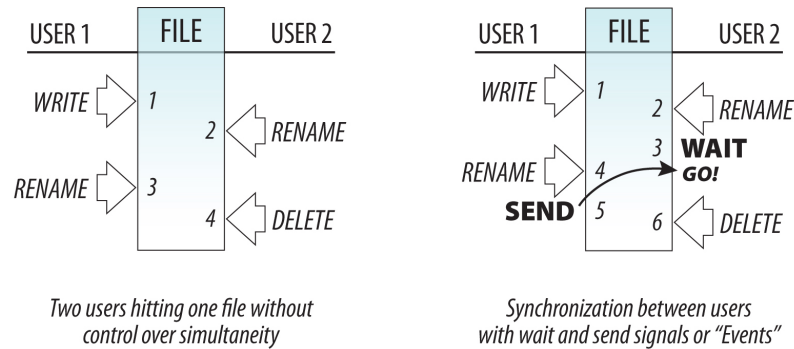 USER 1 FILE USER 2
WRITE 1
2 RENAME
RENAME 3
4 DELETE
Two users hitting one file without
control over simultaneity
USER 1 FILE USER 2
WRITE 1
2 RENAME
3 WAIT
RENAME 4 GO!
SEND 5
6 DELETE
Synchronization between users
with wait and send signals or “Events”